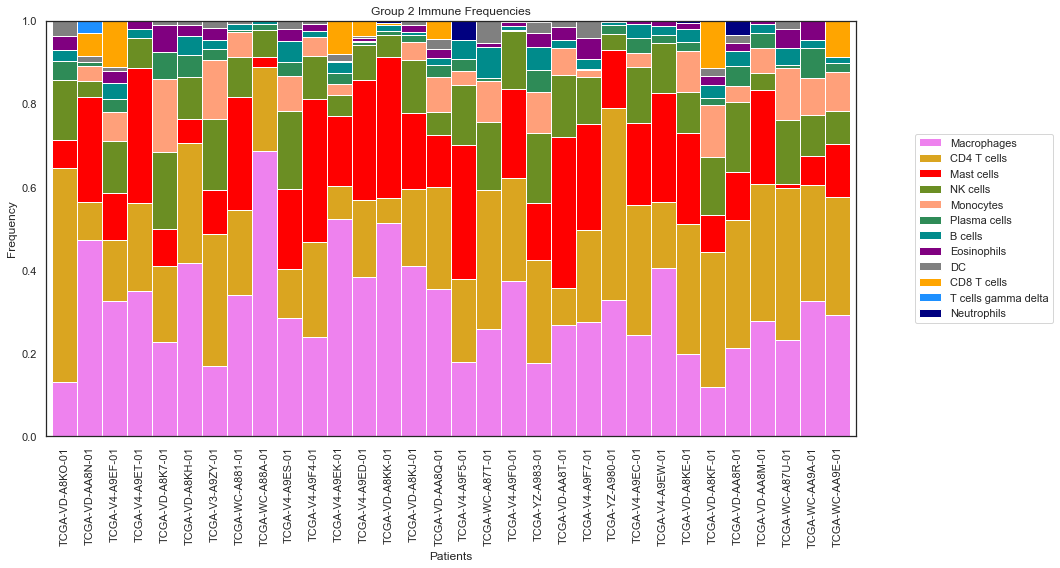 Group 2 Immune Frequencies
Frequency
1.0
0.8
0.6
0.4
0.2
0.0
Macrophages
CD4 T cells
Mast cells
NK cells
Monocytes
Plasma cells
B cells
Eosinophils
DC
CD8 T cells
T cells gamma delta
Neutrophils
TCGA-VD-A8KO-01
TCGA-VD-AA8N-01
TCGA-V4-A9EF-01
TCGA-V4-A9ET-01
TCGA-VD-A8K7-01
TCGA-VD-A8KH-01
TCGA-V3-A9ZY-01
TCGA-WC-A881-01
TCGA-WC-A88A-01
TCGA-V4-A9ES-01
TCGA-V4-A9F4-01
TCGA-V4-A9EK-01
TCGA-V4-A9ED-01
TCGA-VD-A8KK-01
TCGA-VD-A8KJ-01
TCGA-VD-AA8Q-01
TCGA-V4-A9F5-01
TCGA-WC-A87T-01
TCGA-V4-A9F0-01
TCGA-YZ-A983-01
TCGA-VD-AA8T-01
TCGA-V4-A9F7-01
TCGA-YZ-A980-01
TCGA-V4-A9EC-01
TCGA-V4-A9EW-01
TCGA-VD-A8KE-01
TCGA-VD-A8KF-01
TCGA-VD-AA8R-01
TCGA-VD-AA8M-01
TCGA-WC-A87U-01
TCGA-WC-AA9A-01
TCGA-WC-AA9E-01
Patients